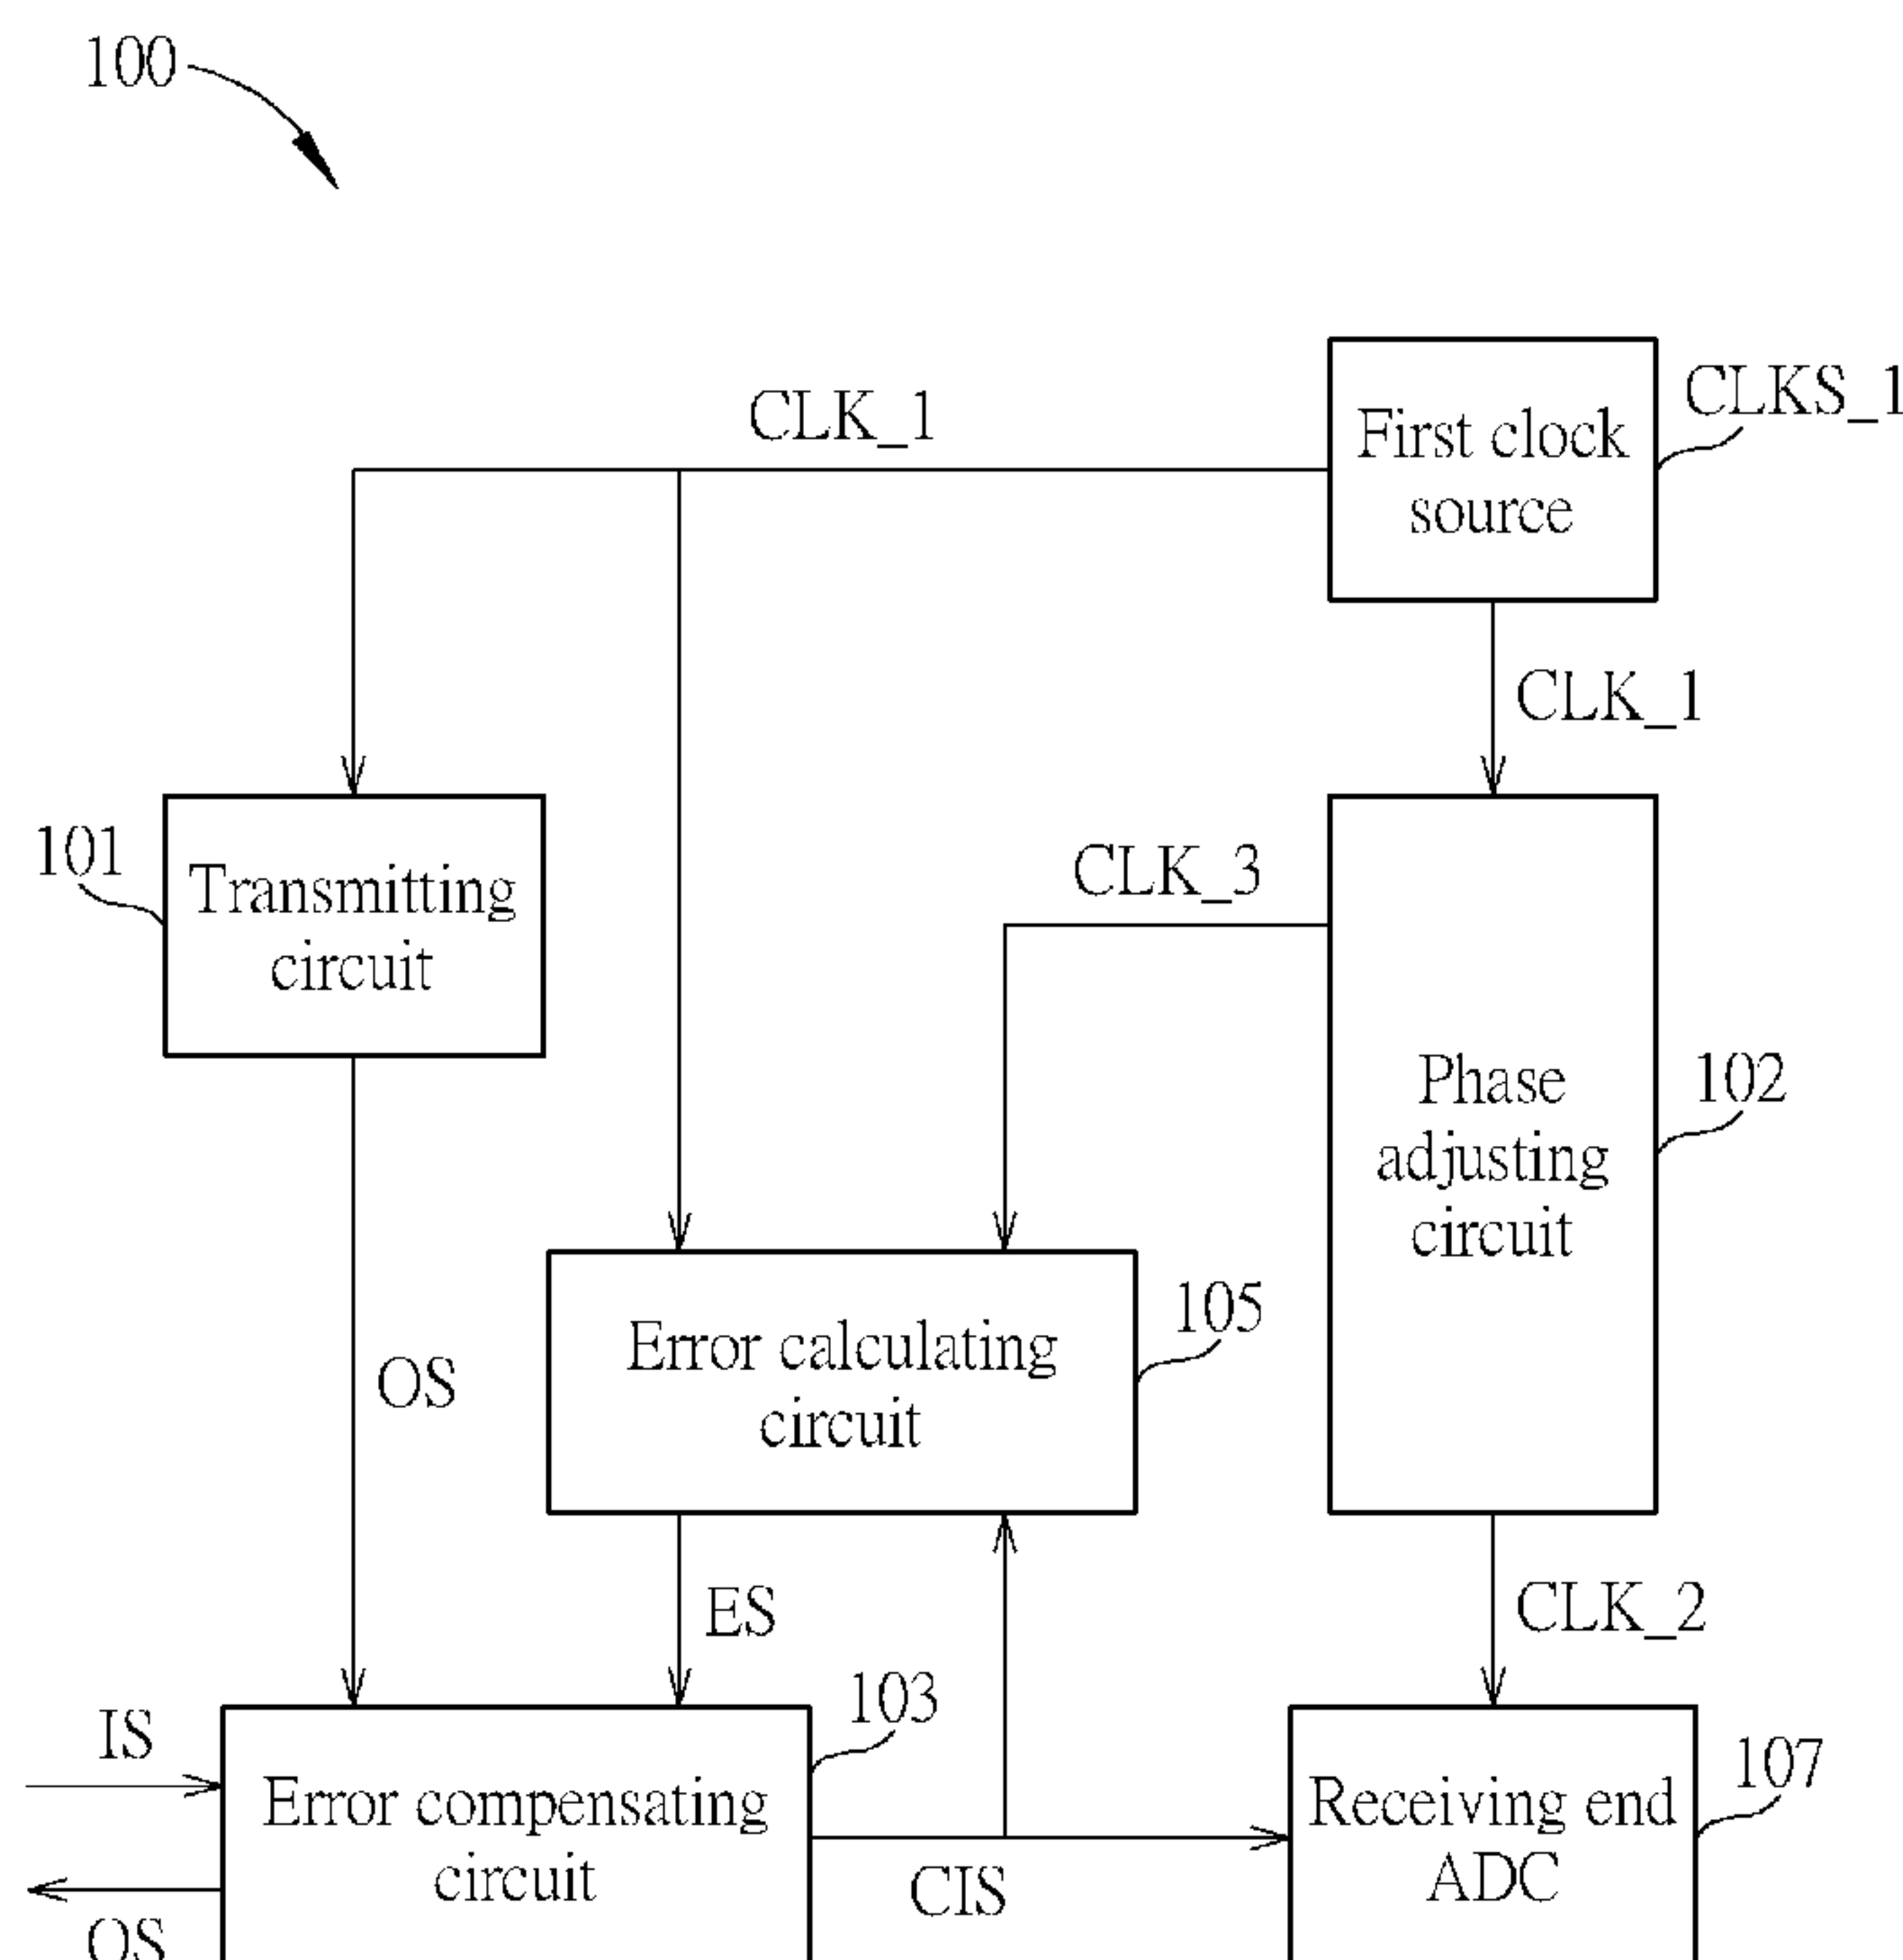 100
CLK_1
First clock
source
CLKS_1
CLK_1
101
Transmitting
circuit
CLK_3
Phase
adjusting
circuit
102
105
Error calculating
circuit
OS
ES
CLK_2
103
IS
Error compensating
circuit
107
Receiving end
ADC
CIS
OS